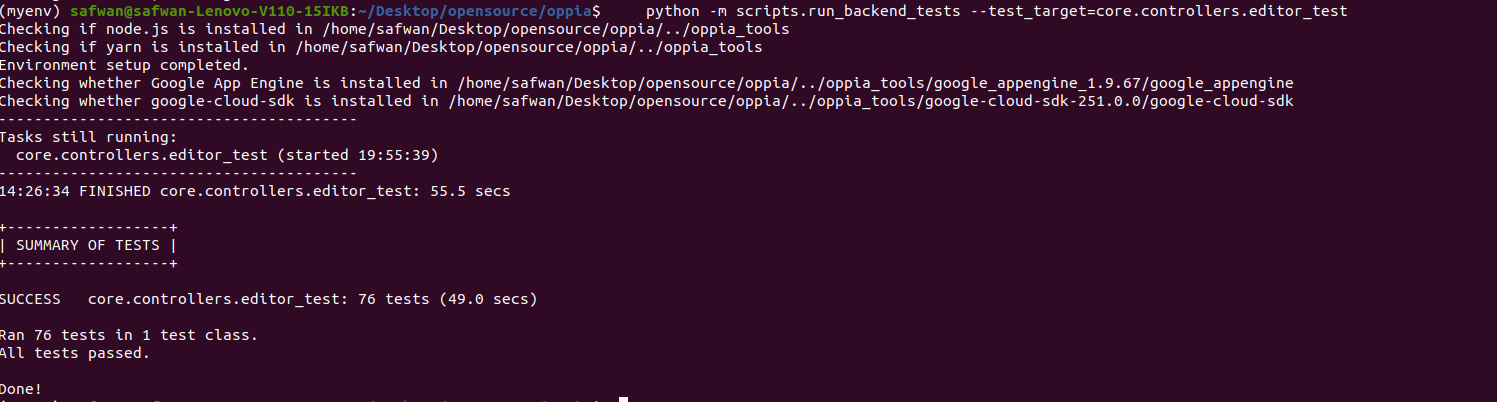 (myenv) safwan@safwan-Lenovo-V110-15IKB:~/Desktop/opensource/oppia$     python -m scripts.run_backend_tests --test_target=core.controllers.editor_test
Checking if node.js is installed in /home/safwan/Desktop/opensource/oppia/../oppia_tools
Checking if yarn is installed in /home/safwan/Desktop/opensource/oppia/../oppia_tools
Environment setup completed.
Checking whether Google App Engine is installed in /home/safwan/Desktop/opensource/oppia/../oppia_tools/google_appengine_1.9.67/google_appengine
Checking whether google-cloud-sdk is installed in /home/safwan/Desktop/opensource/oppia/../oppia_tools/google-cloud-sdk-251.0.0/google-cloud-sdk
----------------------------------------
Tasks still running:
  core.controllers.editor_test (started 19:55:39)
----------------------------------------
14:26:34 FINISHED core.controllers.editor_test: 55.5 secs
+------------------+
| SUMMARY OF TESTS |
+------------------+
SUCCESS   core.controllers.editor_test: 76 tests (49.0 secs)
Ran 76 tests in 1 test class.
All tests passed.
Done!